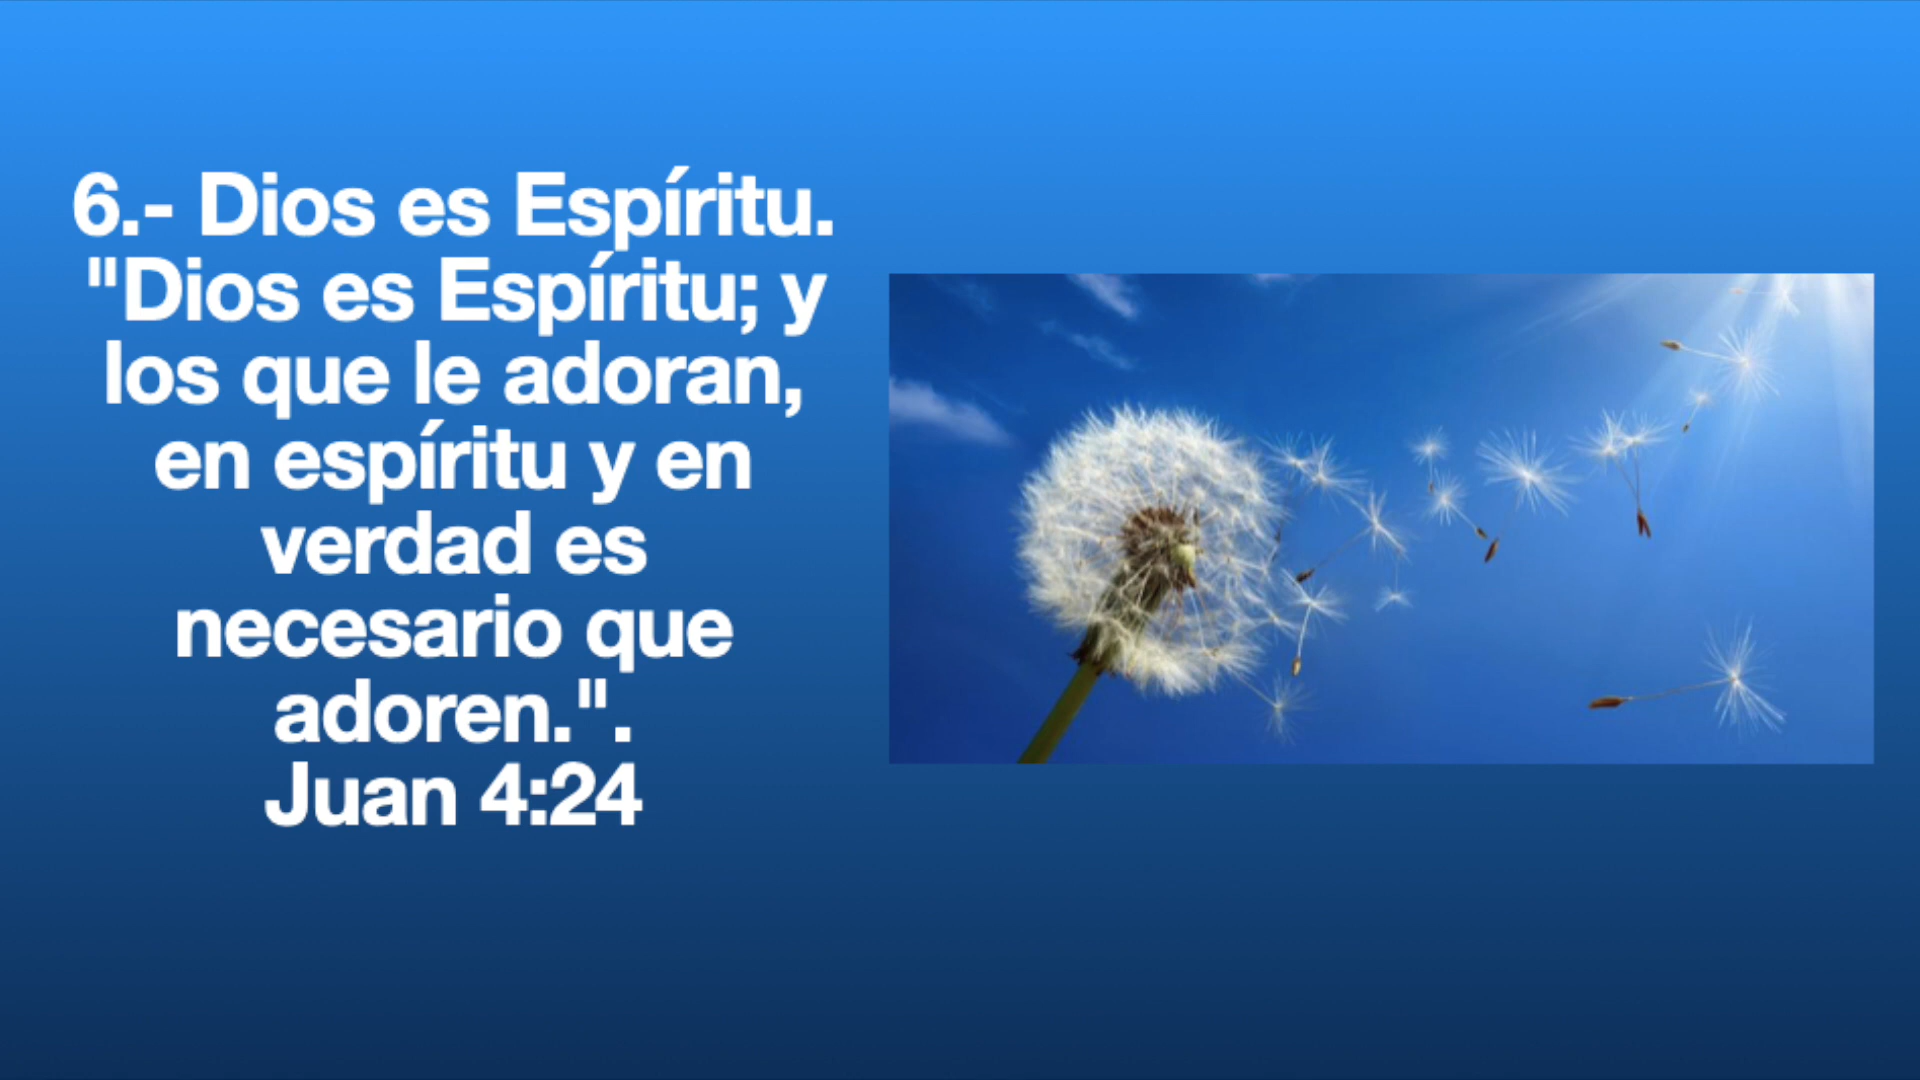 6.- Dios es Espíritu.
"Dios es Espíritu; y
los que le adoran,
en espíritu y en
verdad es
necesario que
adoren.".
Juan 4:24